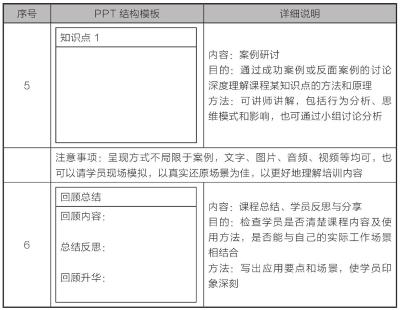 序号 PPT 结构模板 详细说明
5
知识点 1
内容：案例研讨
目的：通过成功案例或反面案例的讨论
深度理解课程某知识点的方法和原理
方法：可讲师讲解，包括行为分析、思
维模式和影响，也可通过小组讨论分析
注意事项：呈现方式不局限于案例，文字、图片、音频、视频等均可，也
可以请学员现场模拟，以真实还原场景为佳，以更好地理解培训内容
6
回顾总结
回顾内容：
总结反思：
回顾升华：
内容：课程总结、学员反思与分享
目的：检查学员是否清楚课程内容及使
用方法，是否能与自己的实际工作场景
相结合
方法：写出应用要点和场景，使学员印
象深刻